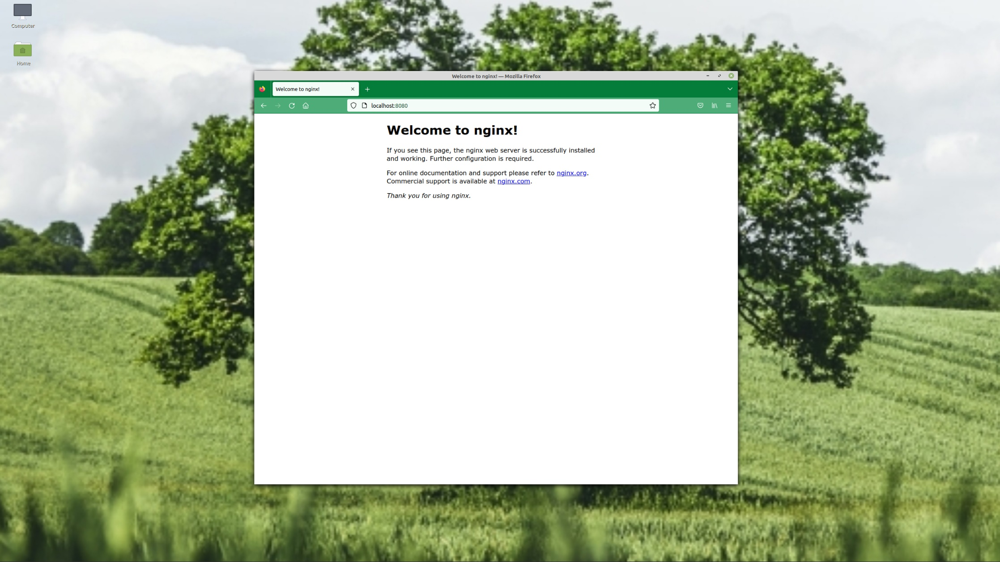 Computer
Home
Welcome to nginx! — Mozilla Firefox
Welcome to nginx!
localhost:8080
Welcome to nginx!
If you see this page, the nginx web server is successfully installed
and working. Further configuration is required.
For online documentation and support please refer to nginx.org.
Commercial support is available at nginx.com.
Thank you for using nginx.